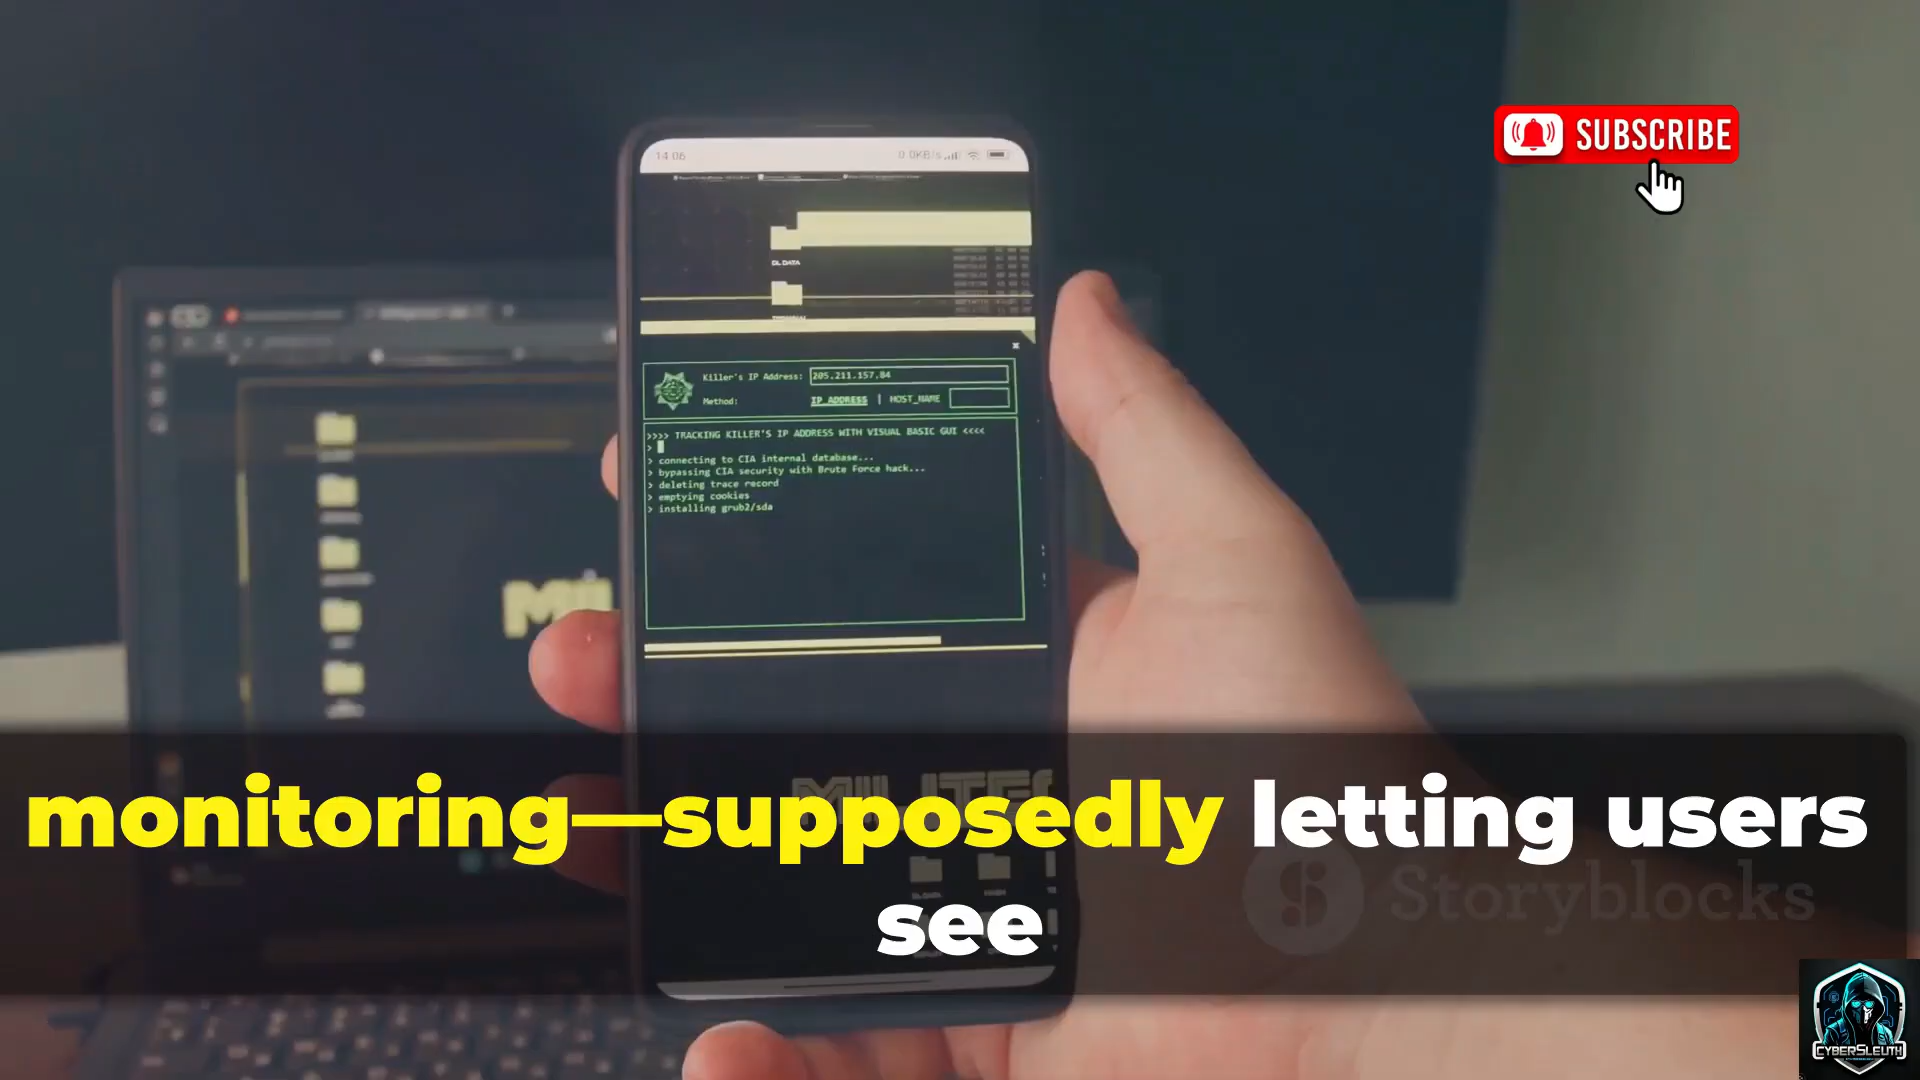 SUBSCRIBE
14:06
0.0KB/s
DL DATA
Killer's IP Address: 205.211.157.84
Method: IP ADDRESS | HOST_NAME
>>>> TRACKING KILLER'S IP ADDRESS WITH VISUAL BASIC GUI <<<<
>
> connecting to CIA internal database...
> bypassing CIA security with Brute Force hack...
> deleting trace record
> emptying cookies
> installing grub2/sda
monitoring—supposedly letting users
see
Storyblocks
CYBERSLEUTH